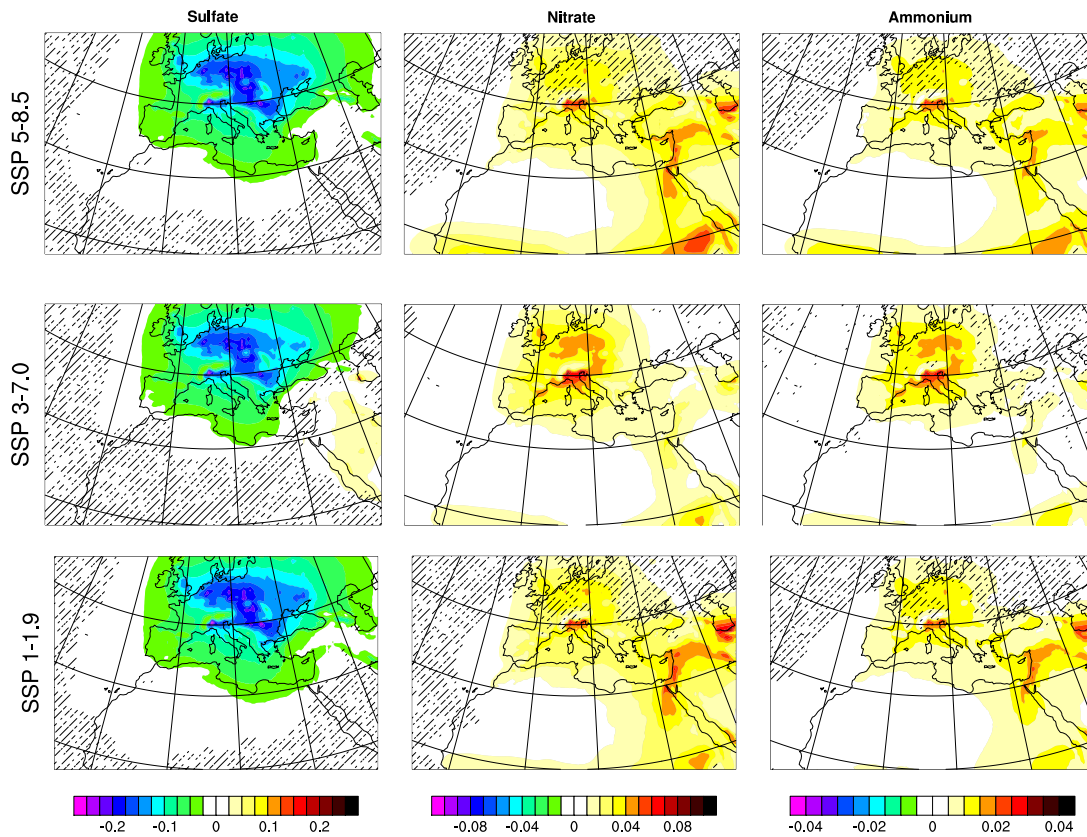 Sulfate Nitrate Ammonium
SSP 5-8.5
SSP 3-7.0
SSP 1-1.9
-0.2 -0.1 0 0.1 0.2 -0.08 -0.04 0 0.04 0.08 -0.04 -0.02 0 0.02 0.04